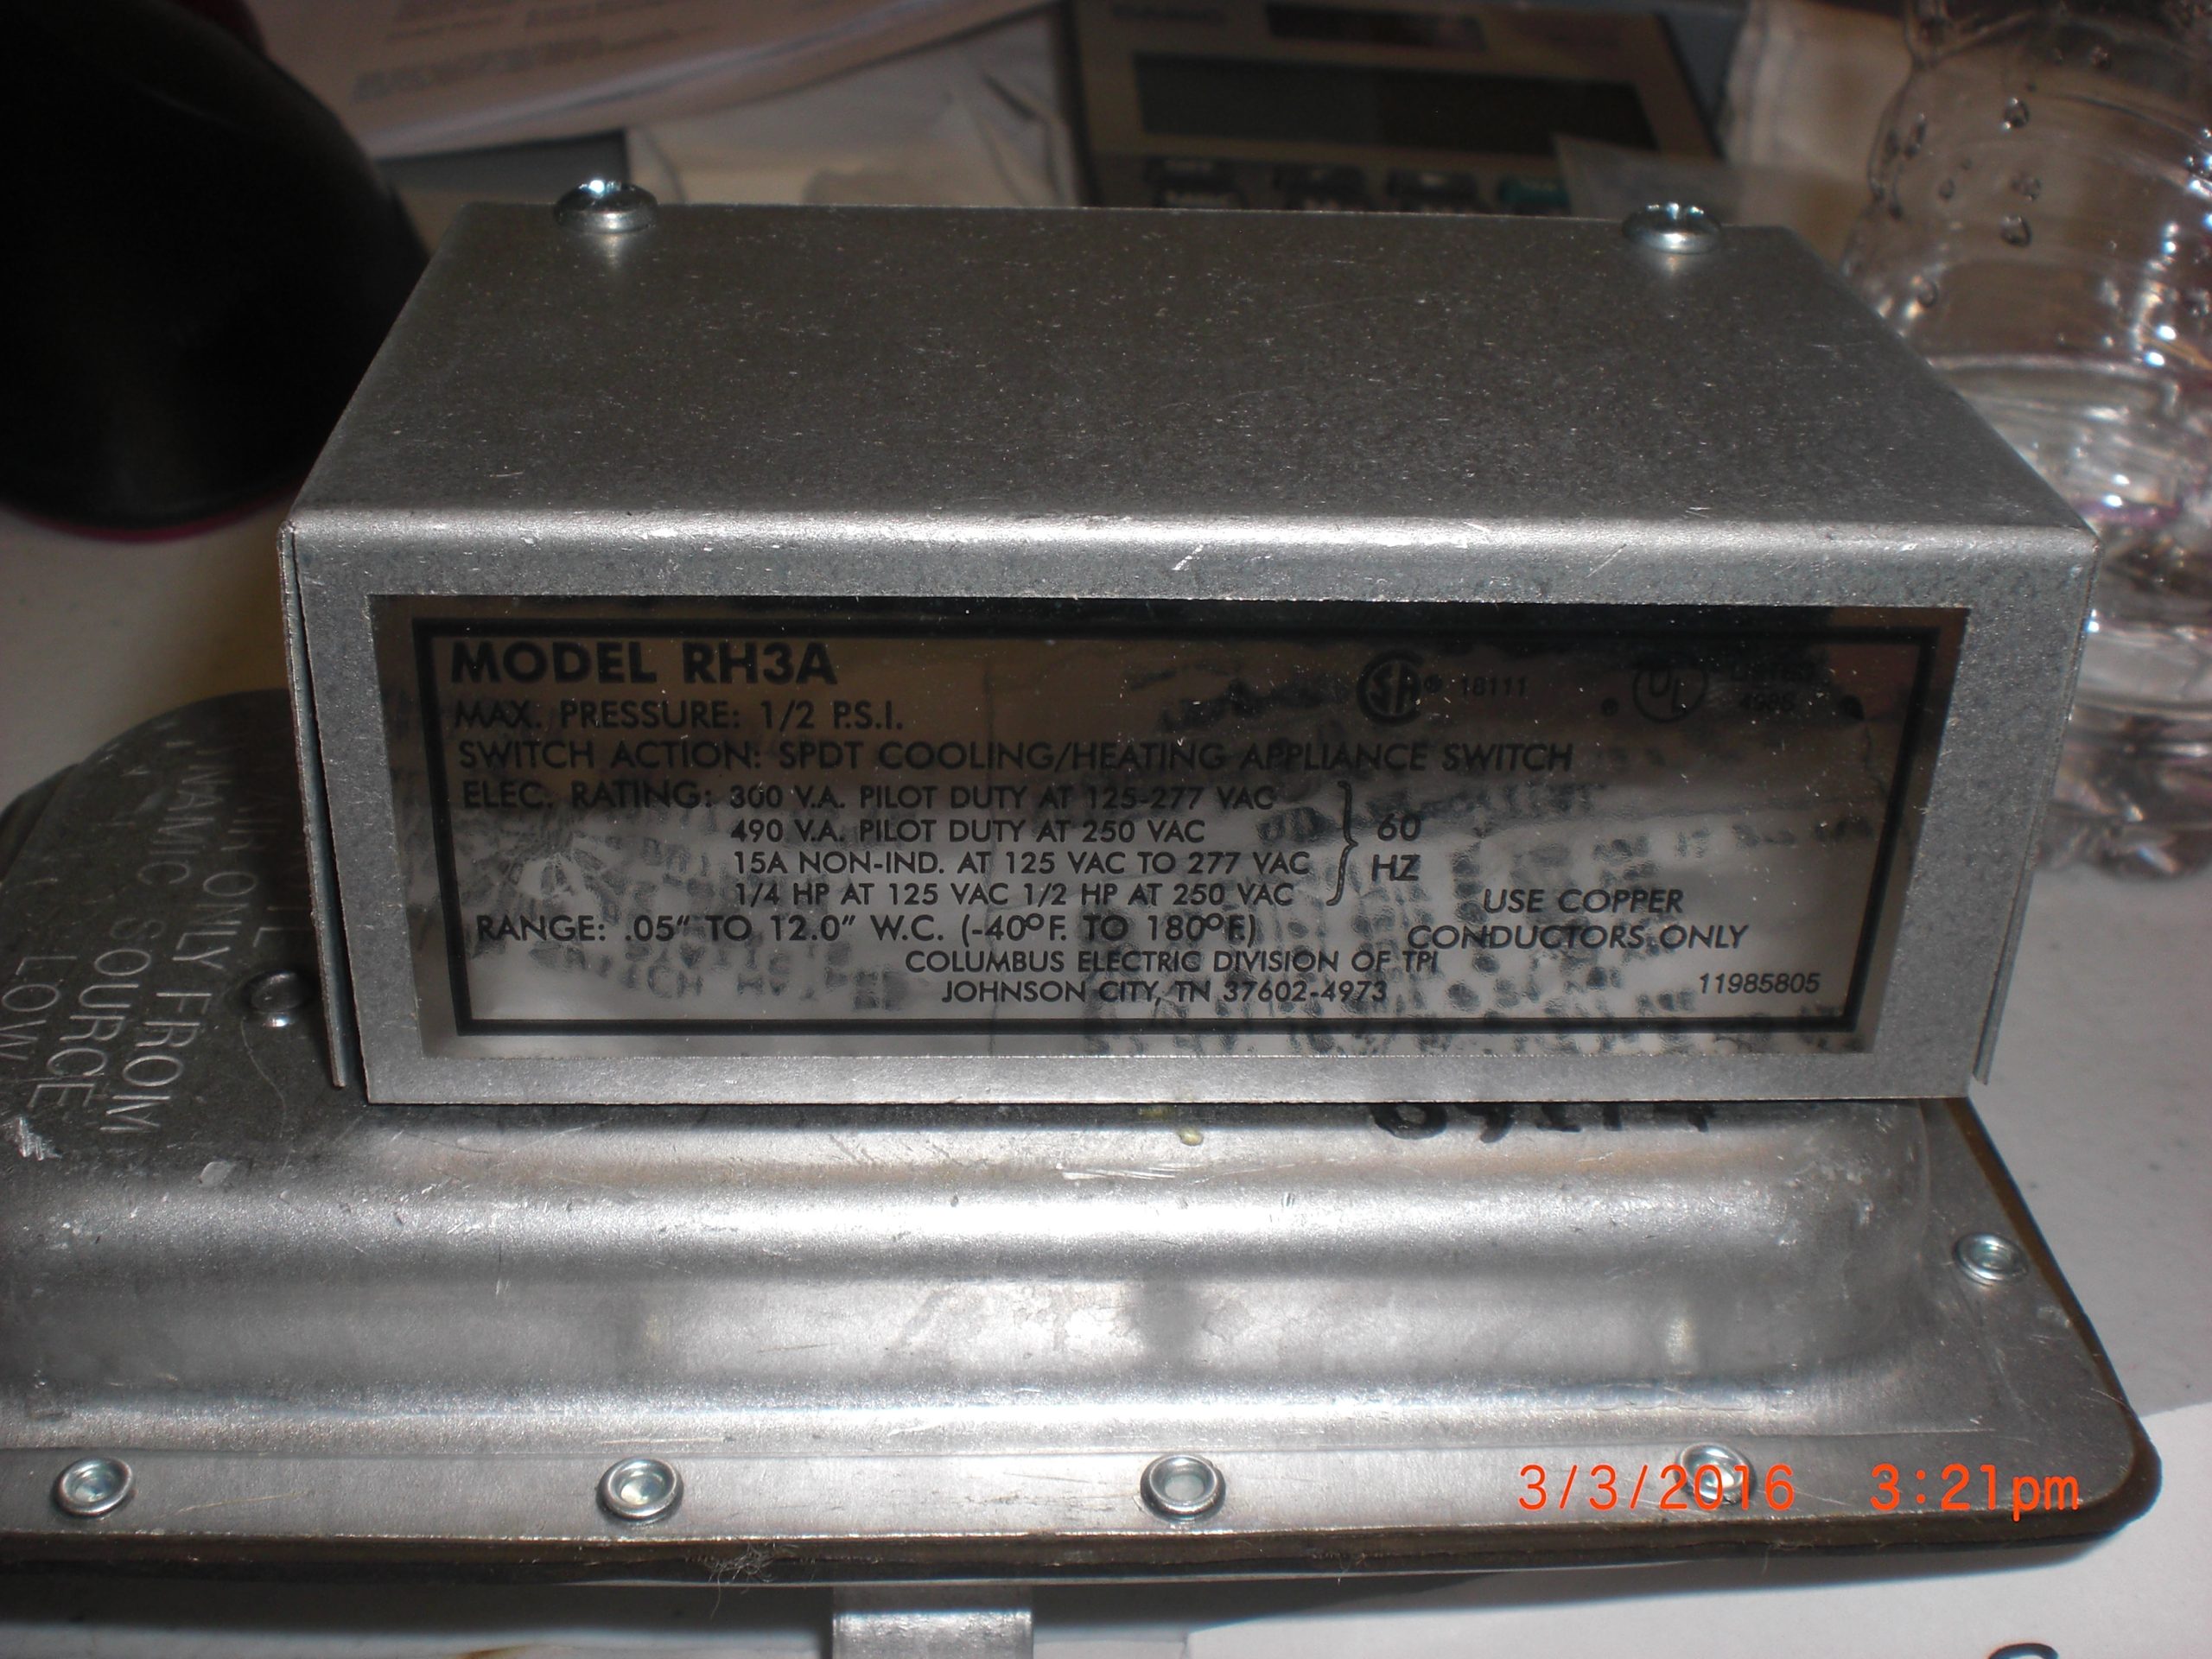 MODEL RH3A
MAX. PRESSURE: 1/2 P.S.I.
SA® 18111
UL
SWITCH ACTION: SPDT COOLING/HEATING APPLIANCE SWITCH
ELEC. RATING: 300 V.A. PILOT DUTY AT 125-277 VAC
490 V.A. PILOT DUTY AT 250 VAC
15A NON-IND. AT 125 VAC TO 277 VAC
1/4 HP AT 125 VAC 1/2 HP AT 250 VAC
60
HZ
RANGE: .05" TO 12.0" W.C. (-40°F. TO 180°F.)
USE COPPER
CONDUCTORS ONLY
COLUMBUS ELECTRIC DIVISION OF TPI
JOHNSON CITY, TN 37602-4973
11985805
AIR ONLY FROM
SOURCE
LOW
3/3/2016 3:21pm